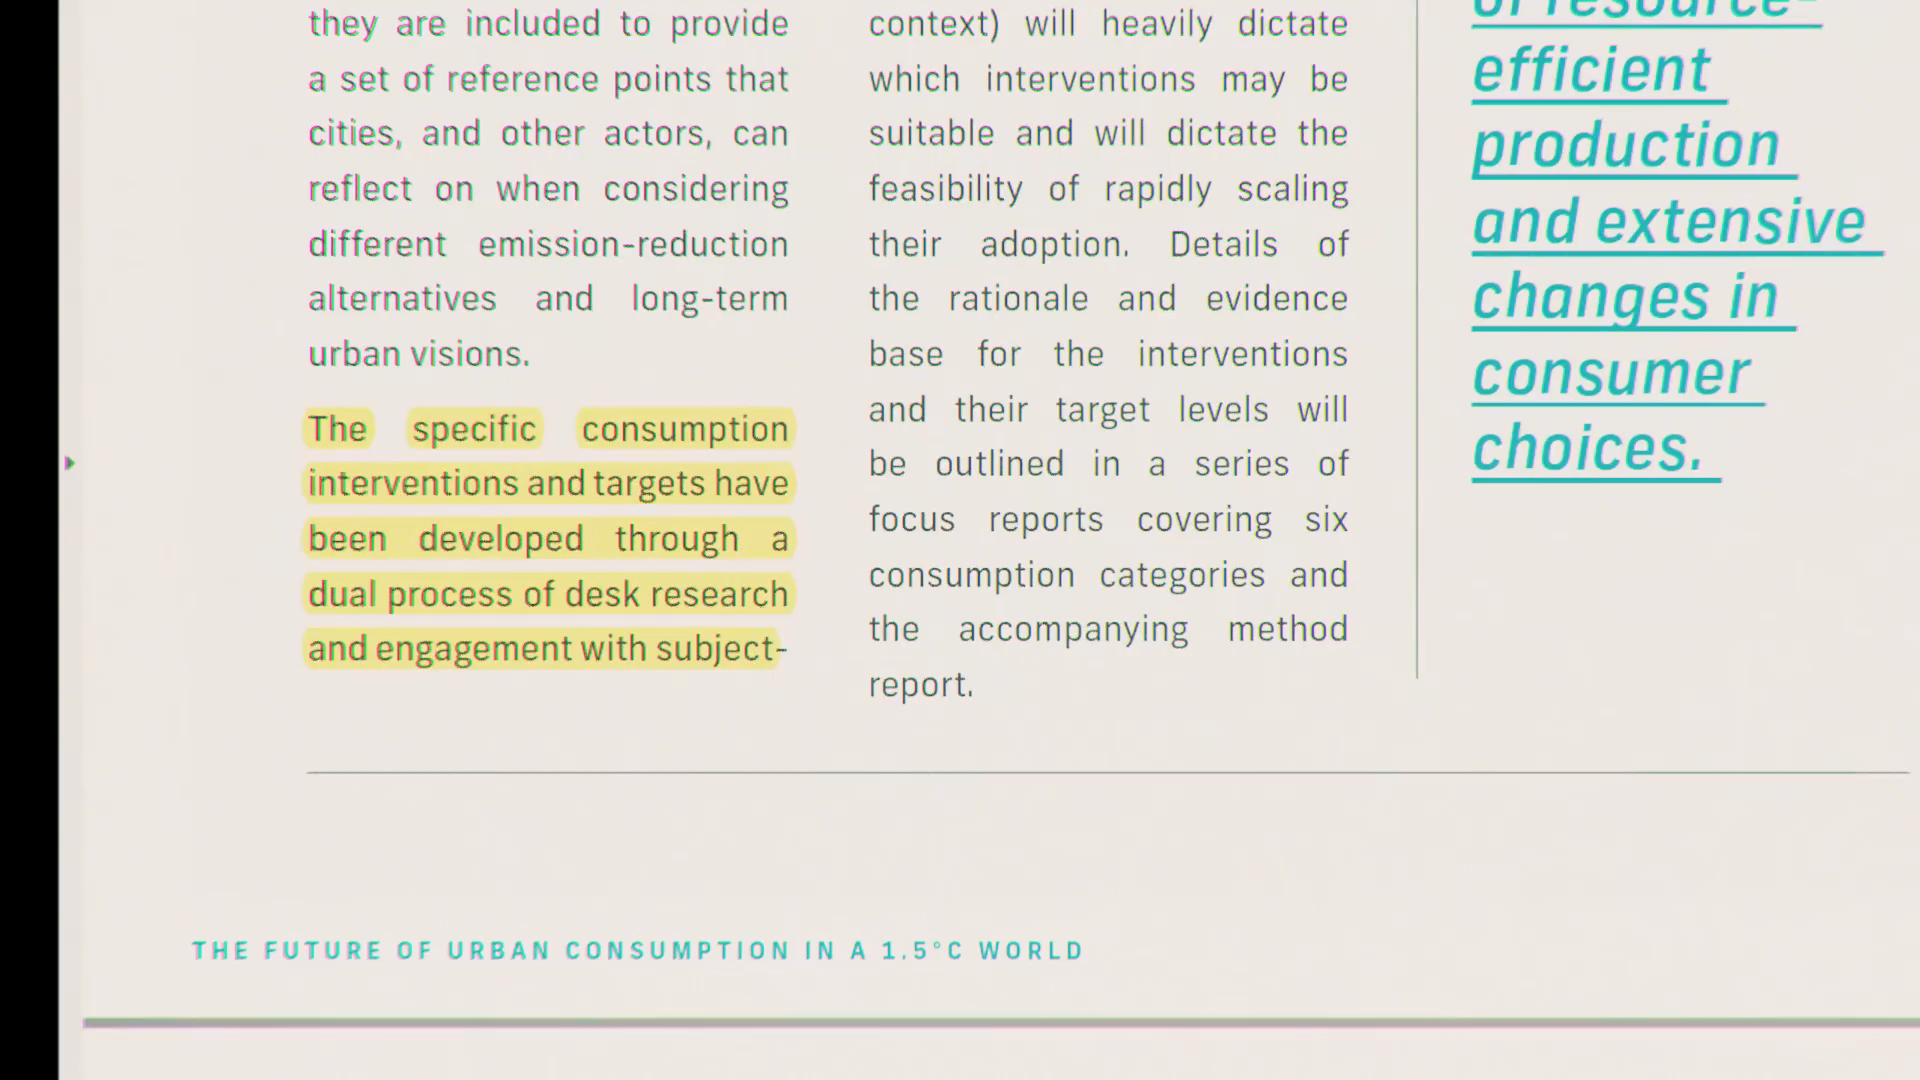 they are included to provide
a set of reference points that
cities, and other actors, can
reflect on when considering
different emission-reduction
alternatives and long-term
urban visions.
The specific consumption
interventions and targets have
been developed through a
dual process of desk research
and engagement with subject-
context) will heavily dictate
which interventions may be
suitable and will dictate the
feasibility of rapidly scaling
their adoption. Details of
the rationale and evidence
base for the interventions
and their target levels will
be outlined in a series of
focus reports covering six
consumption categories and
the accompanying method
report.
of resource-
efficient
production
and extensive
changes in
consumer
choices.
THE FUTURE OF URBAN CONSUMPTION IN A 1.5°C WORLD